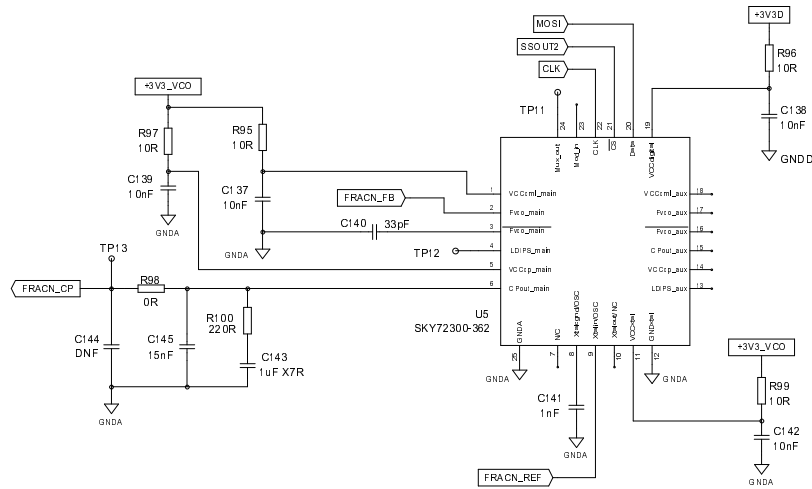 MOSI
+3V3D
SSOUT2
R96
10R
CLK
+3V3_VCO
TP11
C138
10nF
R97
10R
R95
10R
24
23
22
21
20
19
GNDD
Mux_out
Mod_in
CLK
CS
Data
VCCdigital
C139
10nF
C137
10nF
FRACN_FB
1
VCCcml_main
VCCcml_aux
18
2
Fvco_main
Fvco_aux
17
GNDA
C140
33pF
3
Fvco_main
Fvco_aux
16
GNDA
TP13
TP12
4
LDIPS_main
CPout_aux
15
5
VCCcp_main
VCCcp_aux
14
FRACN_CP
R98
0R
6
CPout_main
LDIPS_aux
13
R100
220R
U5
SKY72300-362
GNDA
N/C
Xtalgnd/OSC
Xtalin/OSC
Xtalout/NC
VCCxtal
GNDxtal
C144
DNF
C145
15nF
C143
1uF X7R
25
7
8
9
10
11
12
+3V3_VCO
GNDA
GNDA
R99
10R
C141
1nF
GNDA
C142
10nF
GNDA
FRACN_REF
GNDA